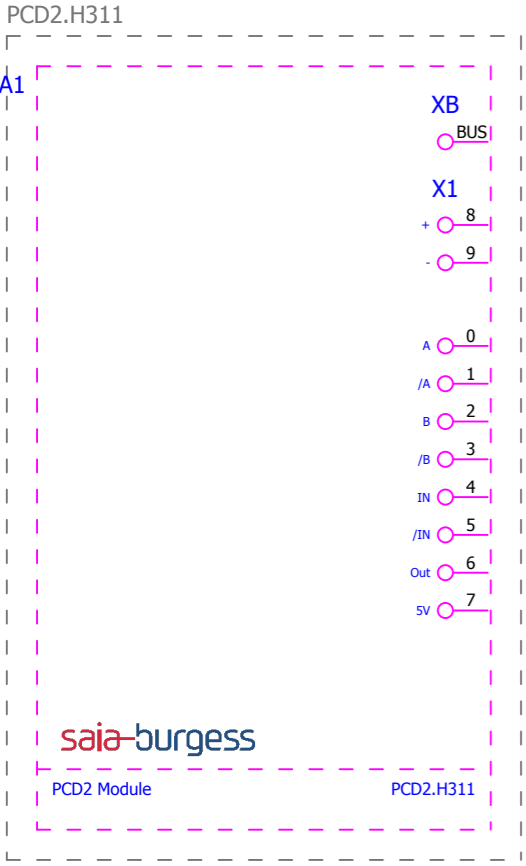 PCD2.H311
A1
XB
BUS
X1
+ 8
- 9
A 0
/A 1
B 2
/B 3
IN 4
/IN 5
Out 6
5V 7
saia-burgess
PCD2 Module PCD2.H311